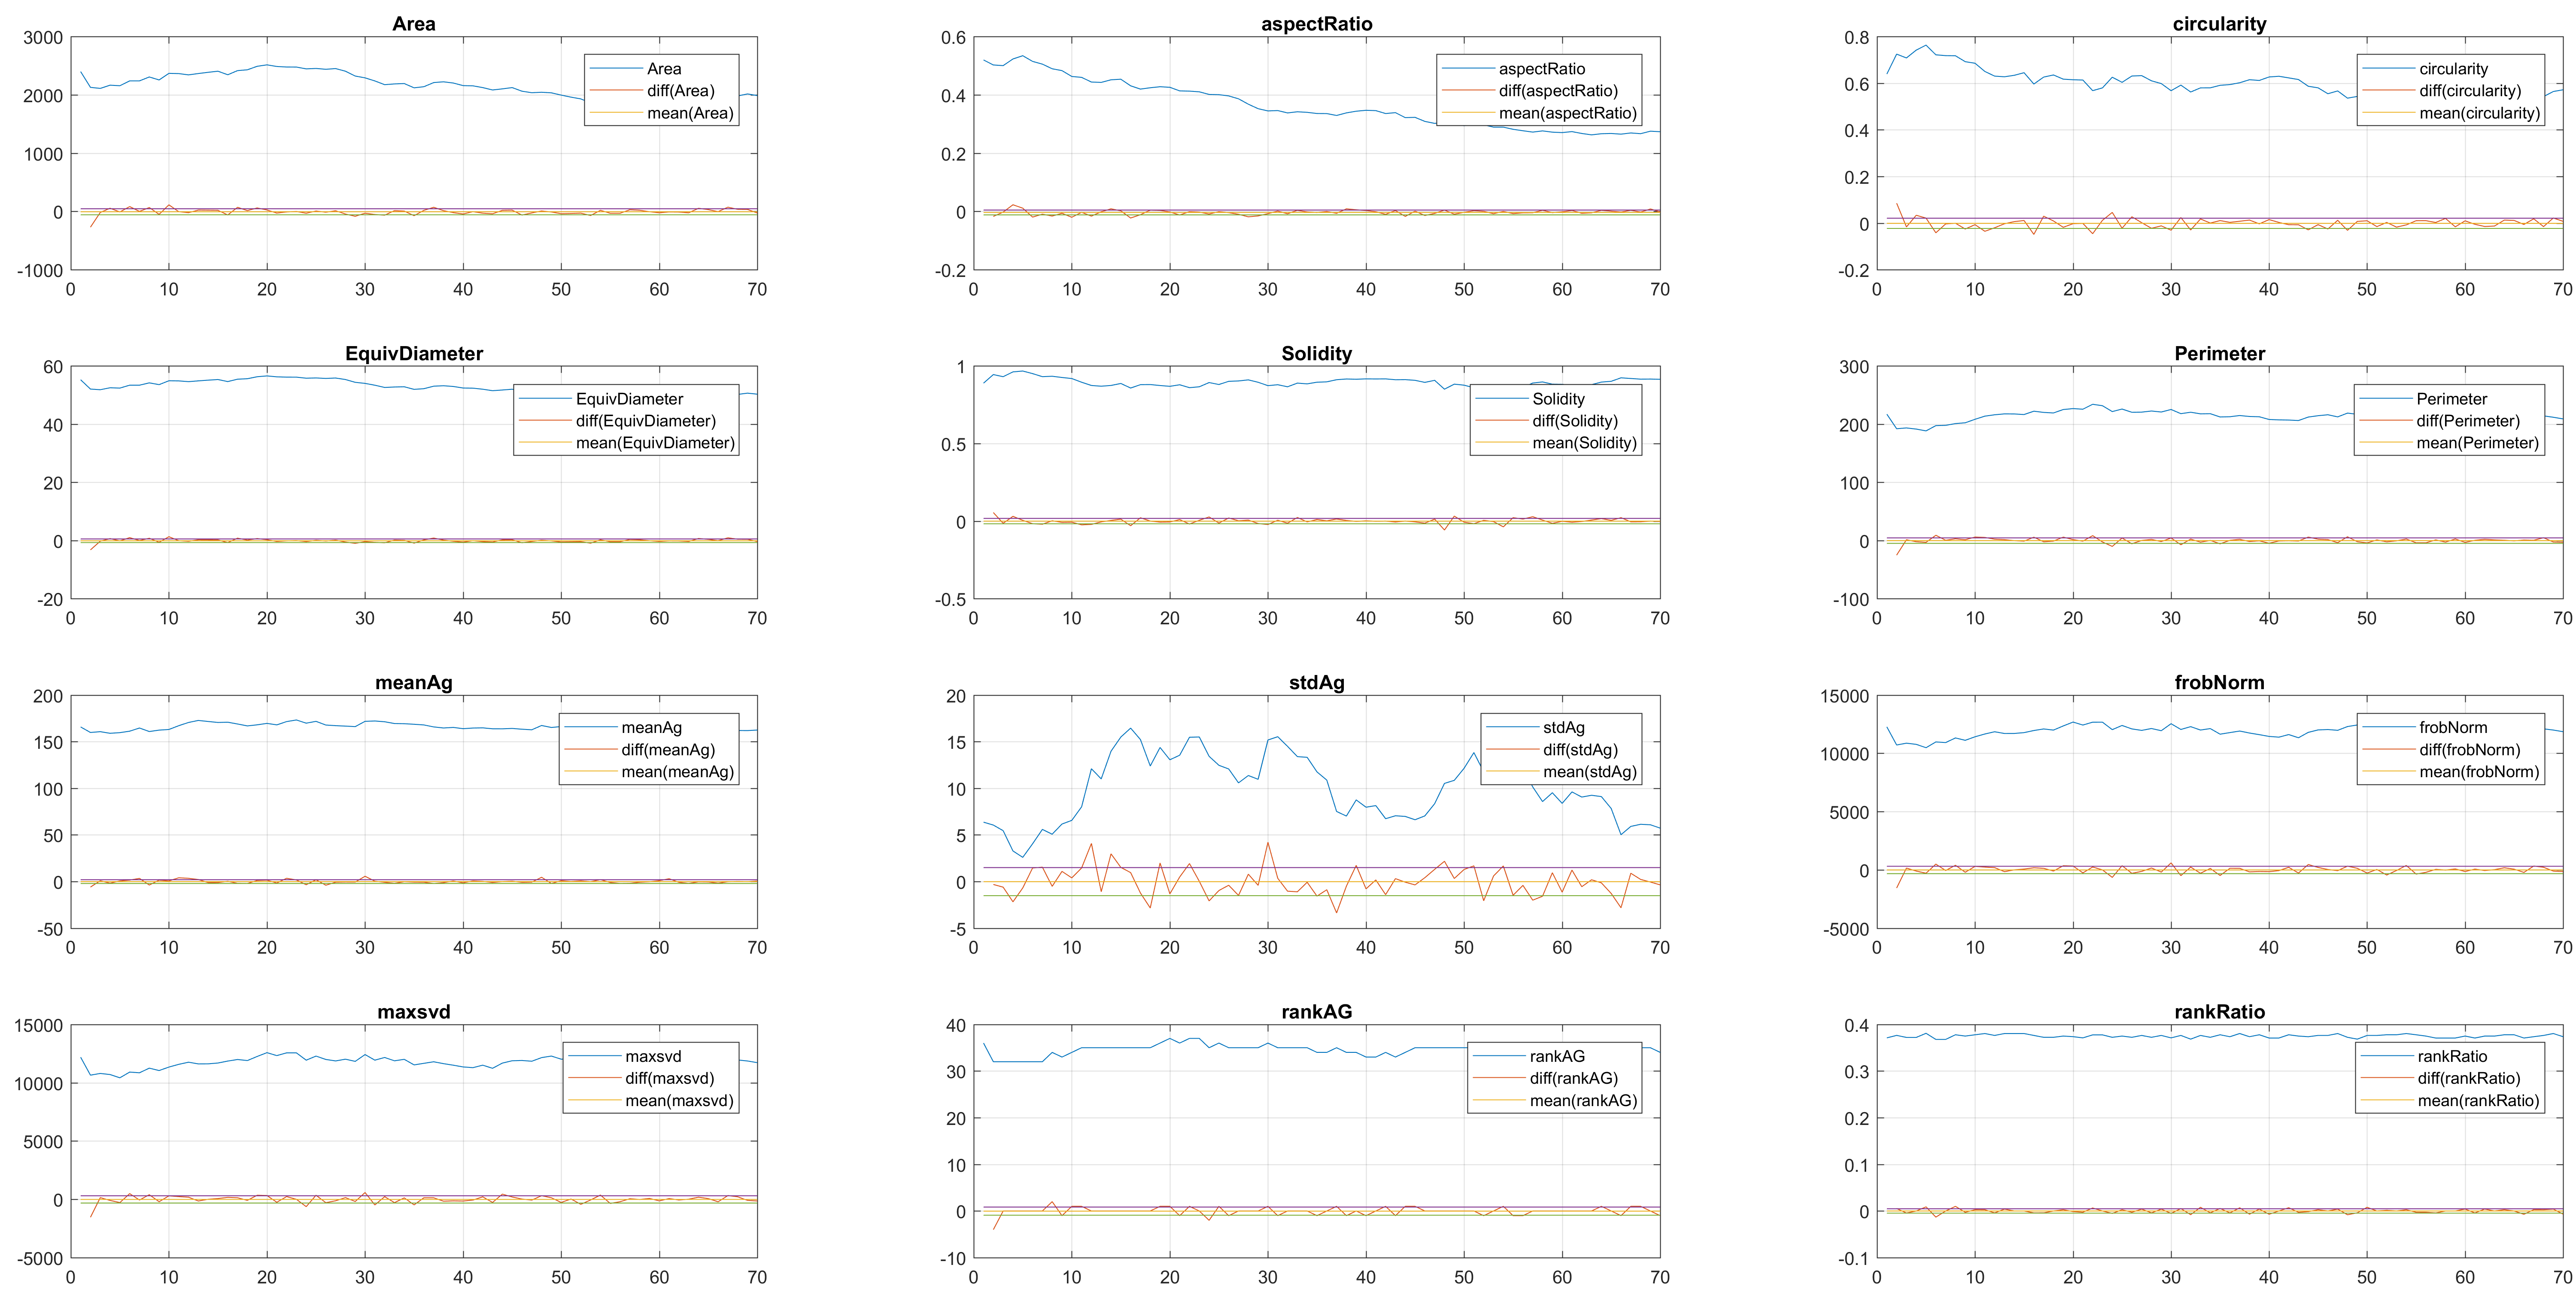 Area
3000
2000
1000
0
-1000
0 10 20 30 40 50 60 70
Area
diff(Area)
mean(Area)
aspectRatio
0.6
0.4
0.2
0
-0.2
0 10 20 30 40 50 60 70
aspectRatio
diff(aspectRatio)
mean(aspectRatio)
circularity
0.8
0.6
0.4
0.2
0
-0.2
0 10 20 30 40 50 60 70
circularity
diff(circularity)
mean(circularity)
EquivDiameter
60
40
20
0
-20
0 10 20 30 40 50 60 70
EquivDiameter
diff(EquivDiameter)
mean(EquivDiameter)
Solidity
1
0.5
0
-0.5
0 10 20 30 40 50 60 70
Solidity
diff(Solidity)
mean(Solidity)
Perimeter
300
200
100
0
-100
0 10 20 30 40 50 60 70
Perimeter
diff(Perimeter)
mean(Perimeter)
meanAg
200
150
100
50
0
-50
0 10 20 30 40 50 60 70
meanAg
diff(meanAg)
mean(meanAg)
stdAg
20
15
10
5
0
-5
0 10 20 30 40 50 60 70
stdAg
diff(stdAg)
mean(stdAg)
frobNorm
15000
10000
5000
0
-5000
0 10 20 30 40 50 60 70
frobNorm
diff(frobNorm)
mean(frobNorm)
maxsvd
15000
10000
5000
0
-5000
0 10 20 30 40 50 60 70
maxsvd
diff(maxsvd)
mean(maxsvd)
rankAG
40
30
20
10
0
-10
0 10 20 30 40 50 60 70
rankAG
diff(rankAG)
mean(rankAG)
rankRatio
0.4
0.3
0.2
0.1
0
-0.1
0 10 20 30 40 50 60 70
rankRatio
diff(rankRatio)
mean(rankRatio)